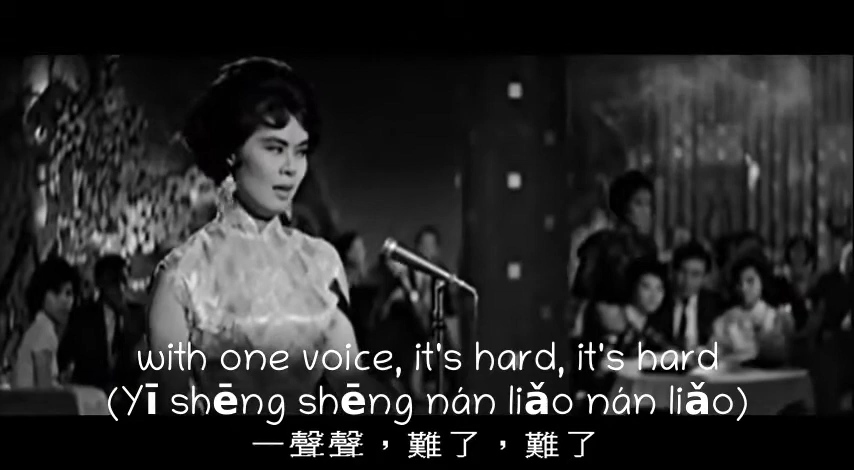 with one voice, it's hard, it's hard
(Yī shēng shēng nán liǎo nán liǎo)
一聲聲，難了，難了